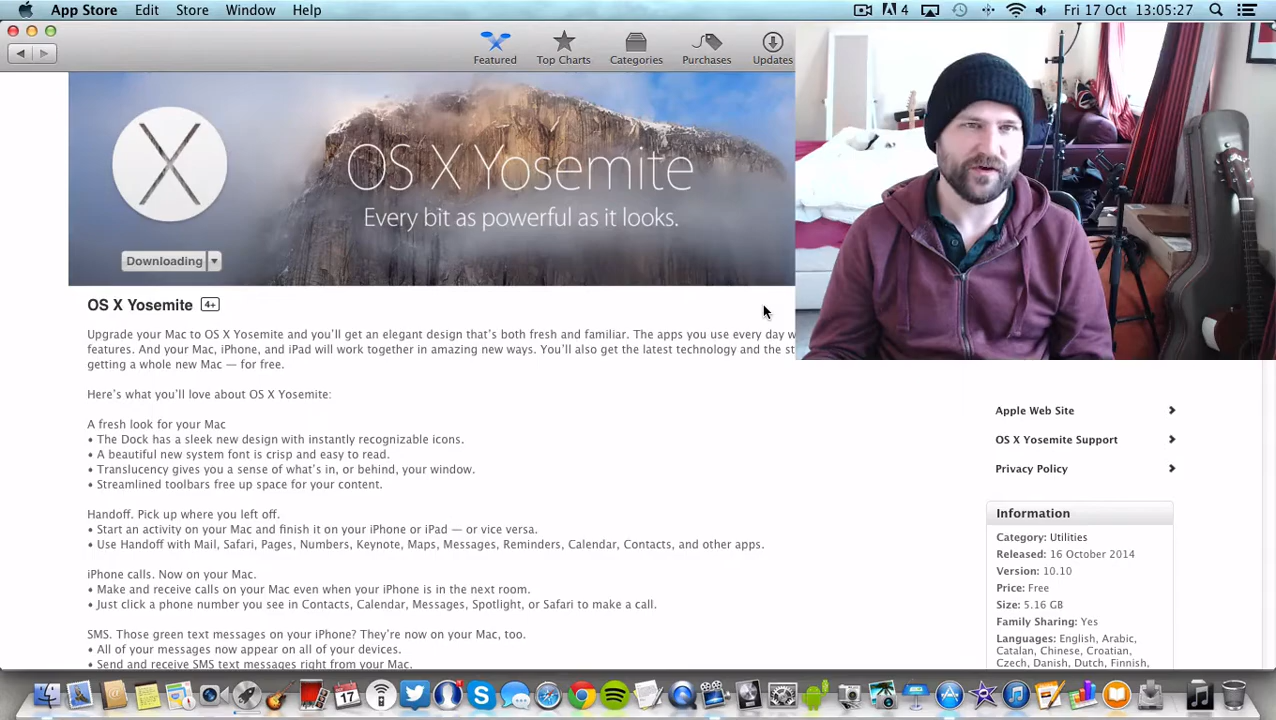 App Store Edit Store Window Help
4 Fri 17 Oct 13:05:27
Featured Top Charts Categories Purchases Updates
OS X Yosemite
Every bit as powerful as it looks.
X
Downloading
OS X Yosemite 4+
Upgrade your Mac to OS X Yosemite and you'll get an elegant design that's both fresh and familiar. The apps you use every day
features. And your Mac, iPhone, and iPad will work together in amazing new ways. You'll also get the latest technology and the
getting a whole new Mac — for free.
Here's what you'll love about OS X Yosemite:
A fresh look for your Mac
• The Dock has a sleek new design with instantly recognizable icons.
• A beautiful new system font is crisp and easy to read.
• Translucency gives you a sense of what's in, or behind, your window.
• Streamlined toolbars free up space for your content.
Handoff. Pick up where you left off.
• Start an activity on your Mac and finish it on your iPhone or iPad — or vice versa.
• Use Handoff with Mail, Safari, Pages, Numbers, Keynote, Maps, Messages, Reminders, Calendar, Contacts, and other apps.
iPhone calls. Now on your Mac.
• Make and receive calls on your Mac even when your iPhone is in the next room.
• Just click a phone number you see in Contacts, Calendar, Messages, Spotlight, or Safari to make a call.
SMS. Those green text messages on your iPhone? They're now on your Mac, too.
• All of your messages now appear on all of your devices.
• Send and receive SMS text messages right from your Mac.
Apple Web Site
OS X Yosemite Support
Privacy Policy
Information
Category: Utilities
Released: 16 October 2014
Version: 10.10
Price: Free
Size: 5.16 GB
Family Sharing: Yes
Languages: English, Arabic,
Catalan, Chinese, Croatian,
Czech, Danish, Dutch, Finnish,
17